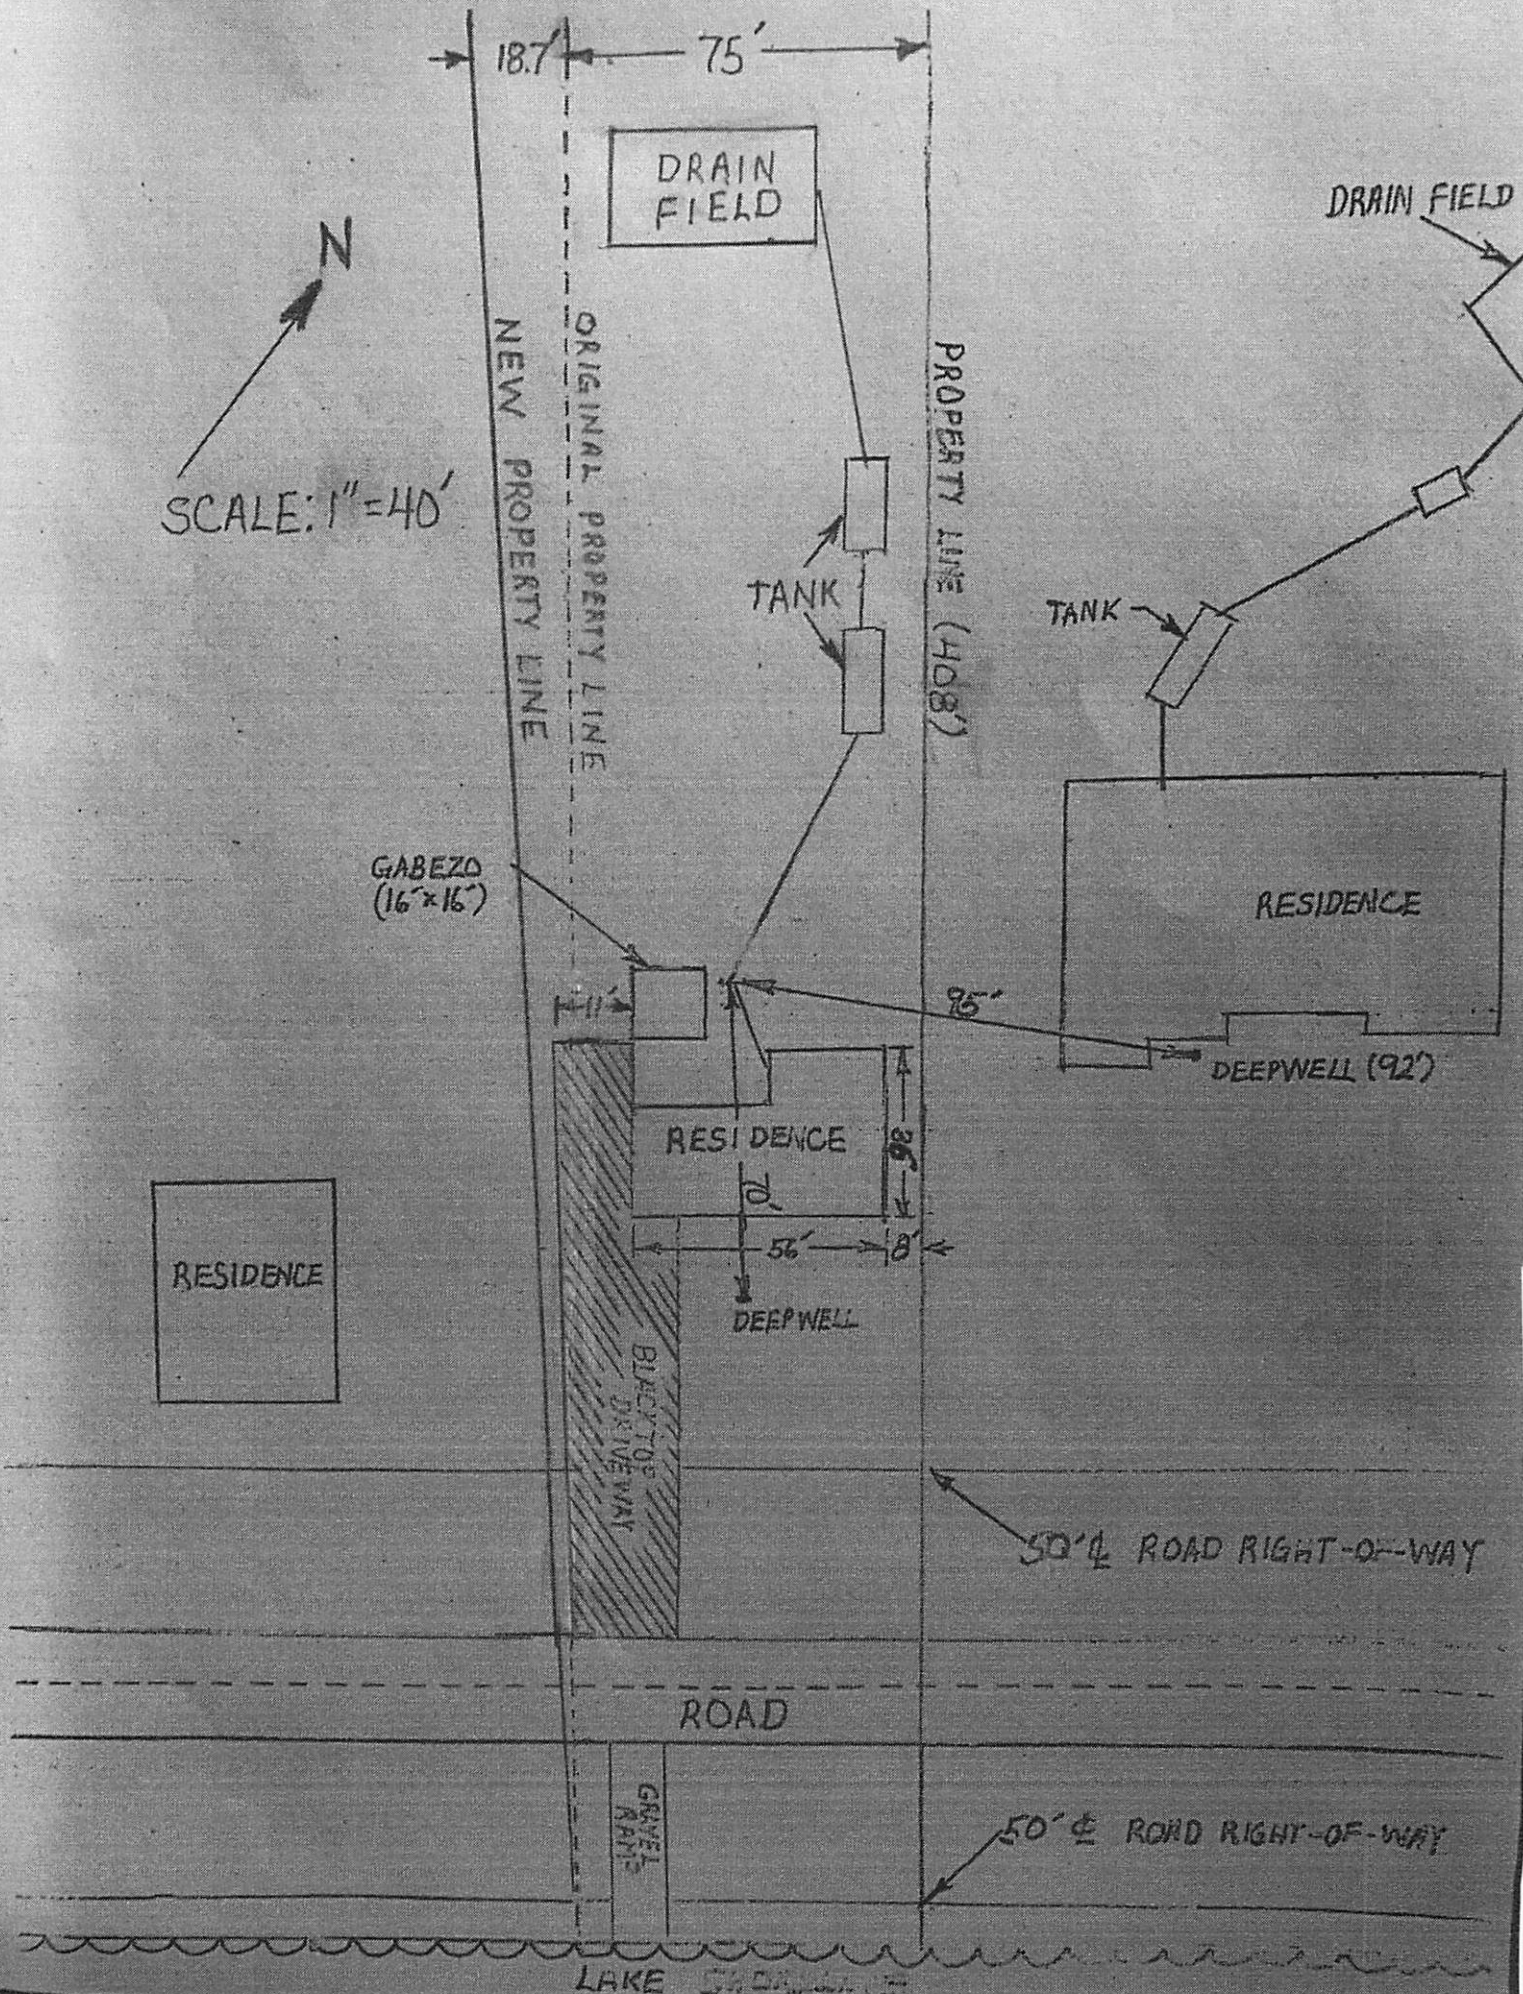 18.7'
75'
DRAIN
FIELD
DRAIN FIELD
N
SCALE: 1"=40'
NEW PROPERTY LINE
ORIGINAL PROPERTY LINE
PROPERTY LINE (408')
TANK
TANK
GABEZO
(16'x16')
RESIDENCE
11'
95'
DEEPWELL (92')
RESIDENCE
70'
56'
8'
DEEPWELL
RESIDENCE
BLACKTOP
DRIVEWAY
50' ℄ ROAD RIGHT-OF-WAY
ROAD
GRAVEL
RAMP
50' ℄ ROAD RIGHT-OF-WAY
LAKE